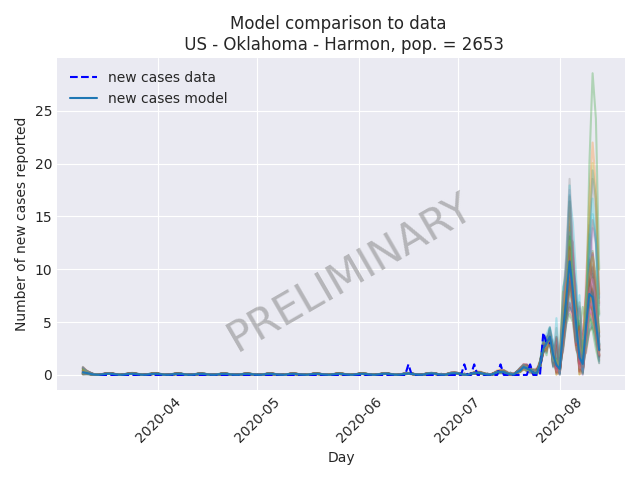 Model comparison to data
US - Oklahoma - Harmon, pop. = 2653
new cases data
new cases model
Number of new cases reported
25
20
15
10
5
0
PRELIMINARY
2020-04
2020-05
2020-06
2020-07
2020-08
Day